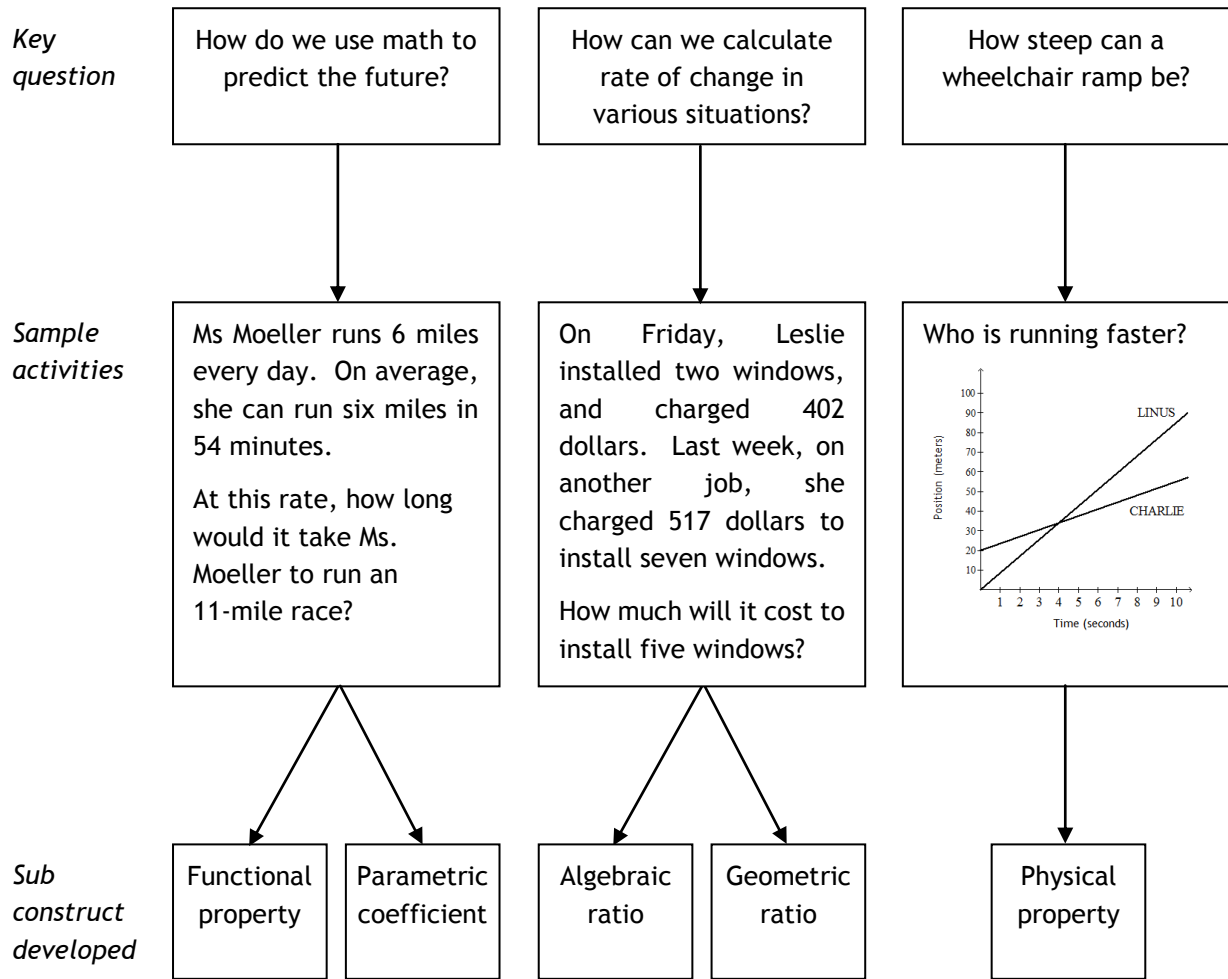 Key
question
How do we use math to
predict the future?
How can we calculate
rate of change in
various situations?
How steep can a
wheelchair ramp be?
Sample
activities
Ms Moeller runs 6 miles
every day. On average,
she can run six miles in
54 minutes.
At this rate, how long
would it take Ms.
Moeller to run an
11-mile race?
On Friday, Leslie
installed two windows,
and charged 402
dollars. Last week, on
another job, she
charged 517 dollars to
install seven windows.
How much will it cost to
install five windows?
Who is running faster?
100
90
80
70
60
50
40
30
20
10
Position (meters)
LINUS
CHARLIE
1 2 3 4 5 6 7 8 9 10
Time (seconds)
Sub
construct
developed
Functional
property
Parametric
coefficient
Algebraic
ratio
Geometric
ratio
Physical
property